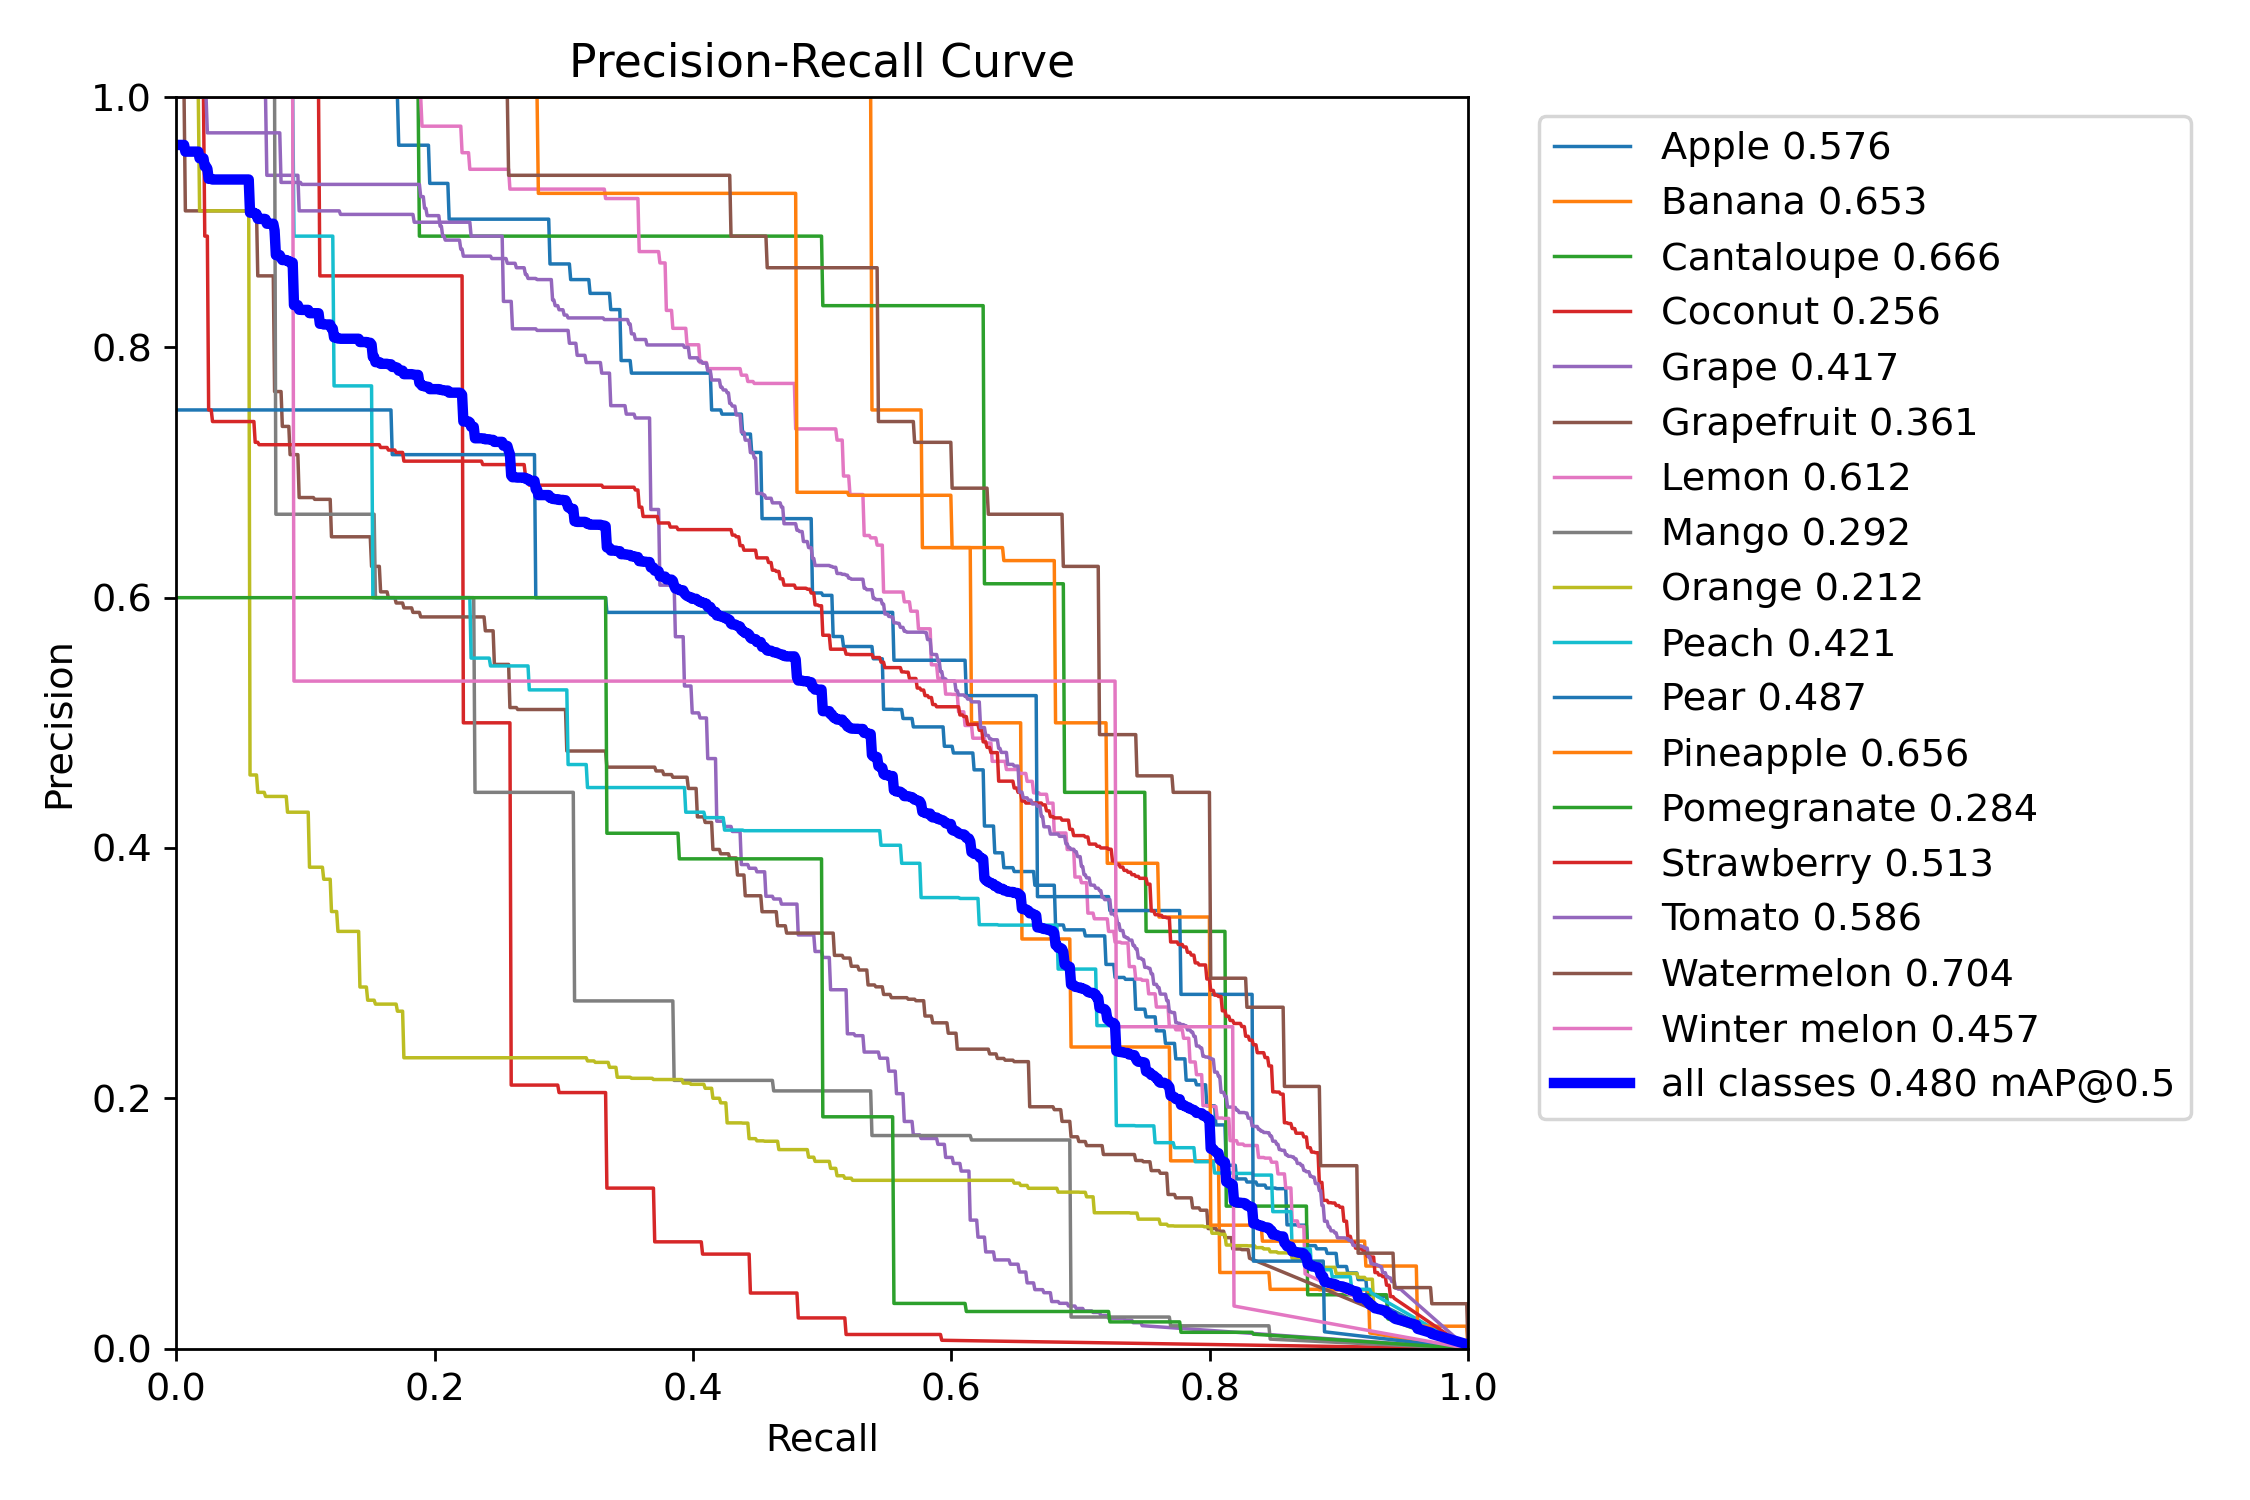 Precision-Recall Curve
1.0
0.8
0.6
0.4
0.2
0.0
Precision
0.0 0.2 0.4 0.6 0.8 1.0
Recall
Apple 0.576
Banana 0.653
Cantaloupe 0.666
Coconut 0.256
Grape 0.417
Grapefruit 0.361
Lemon 0.612
Mango 0.292
Orange 0.212
Peach 0.421
Pear 0.487
Pineapple 0.656
Pomegranate 0.284
Strawberry 0.513
Tomato 0.586
Watermelon 0.704
Winter melon 0.457
all classes 0.480 mAP@0.5